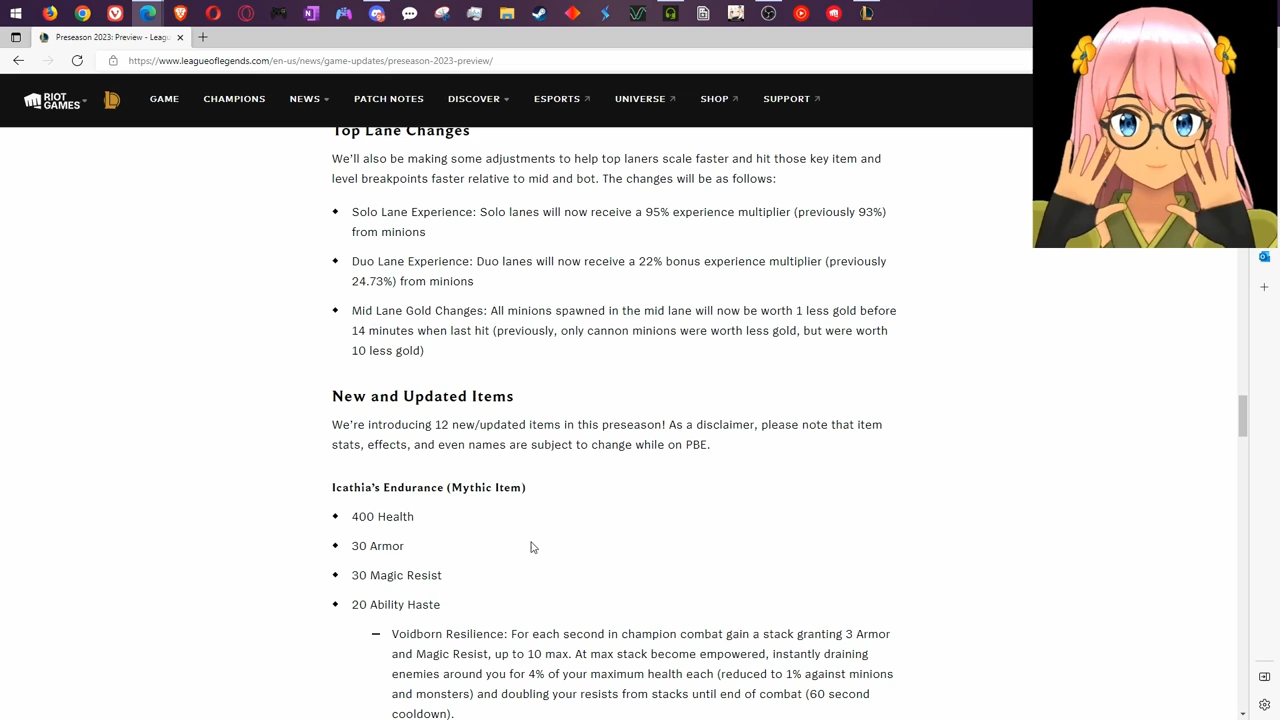 Preseason 2023: Preview - Leag
https://www.leagueoflegends.com/en-us/news/game-updates/preseason-2023-preview/
RIOT GAMES
GAME
CHAMPIONS
NEWS
PATCH NOTES
DISCOVER
ESPORTS
UNIVERSE
SHOP
SUPPORT
Top Lane Changes
We'll also be making some adjustments to help top laners scale faster and hit those key item and
level breakpoints faster relative to mid and bot. The changes will be as follows:
Solo Lane Experience: Solo lanes will now receive a 95% experience multiplier (previously 93%)
from minions
Duo Lane Experience: Duo lanes will now receive a 22% bonus experience multiplier (previously
24.73%) from minions
Mid Lane Gold Changes: All minions spawned in the mid lane will now be worth 1 less gold before
14 minutes when last hit (previously, only cannon minions were worth less gold, but were worth
10 less gold)
New and Updated Items
We're introducing 12 new/updated items in this preseason! As a disclaimer, please note that item
stats, effects, and even names are subject to change while on PBE.
Icathia's Endurance (Mythic Item)
400 Health
30 Armor
30 Magic Resist
20 Ability Haste
Voidborn Resilience: For each second in champion combat gain a stack granting 3 Armor
and Magic Resist, up to 10 max. At max stack become empowered, instantly draining
enemies around you for 4% of your maximum health each (reduced to 1% against minions
and monsters) and doubling your resists from stacks until end of combat (60 second
cooldown).